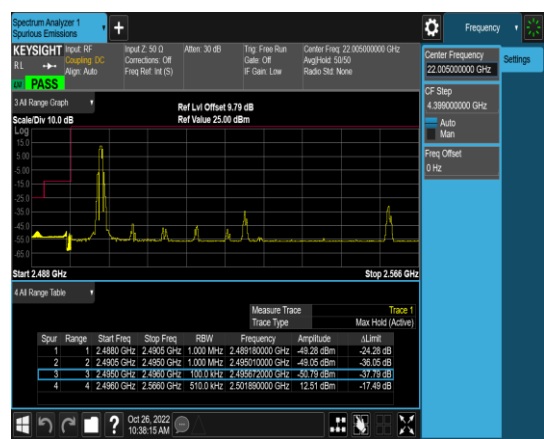 Spectrum Analyzer 1
Spurious Emissions
Frequency
KEYSIGHT Input: RF Input Z: 50 Ω Atten: 30 dB Trig: Free Run Center Freq: 22.005000000 GHz
RL Coupling: DC Corrections: Off Gate: Off Avg|Hold: 50/50
Align: Auto Freq Ref: Int (S) IF Gain: Low Radio Std: None
PASS
Center Frequency
22.005000000 GHz
Settings
CF Step
4.399000000 GHz
Auto
Man
Freq Offset
0 Hz
3 All Range Graph
Ref Lvl Offset 9.79 dB
Scale/Div 10.0 dB Ref Value 25.00 dBm
Log
15.0
5.00
-5.00
-15.0
-25.0
-35.0
-45.0
-55.0
-65.0
Start 2.488 GHz Stop 2.566 GHz
4 All Range Table
Measure Trace Trace 1
Trace Type Max Hold (Active)
Spur Range Start Freq Stop Freq RBW Frequency Amplitude ΔLimit
1 1 2.4880 GHz 2.4905 GHz 1.000 MHz 2.489180000 GHz -49.28 dBm -24.28 dB
2 2 2.4905 GHz 2.4950 GHz 1.000 MHz 2.495010000 GHz -49.05 dBm -36.05 dB
3 3 2.4950 GHz 2.4960 GHz 100.0 kHz 2.495672000 GHz -50.79 dBm -37.79 dB
4 4 2.4960 GHz 2.5660 GHz 510.0 kHz 2.501890000 GHz 12.51 dBm -17.49 dB
Oct 26, 2022
10:38:15 AM